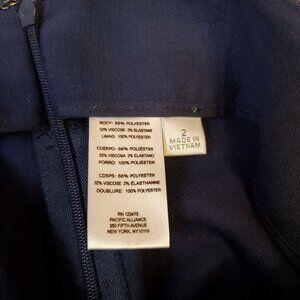 BODY: 66% POLYESTER
32% VISCOSE 2% ELASTANE
LINING: 100% POLYESTER
CUERPO: 66% POLIÉSTER
32% VISCOSA 2% ELASTANO
FORRO: 100% POLIÉSTER
CORPS: 66% POLYESTER
32% VISCOSE 2% ÉLASTHANNE
DOUBLURE: 100% POLYESTER
RN 123475
PACIFIC ALLIANCE
350 FIFTH AVENUE
NEW YORK, NY10118
2
MADE IN
VIETNAM